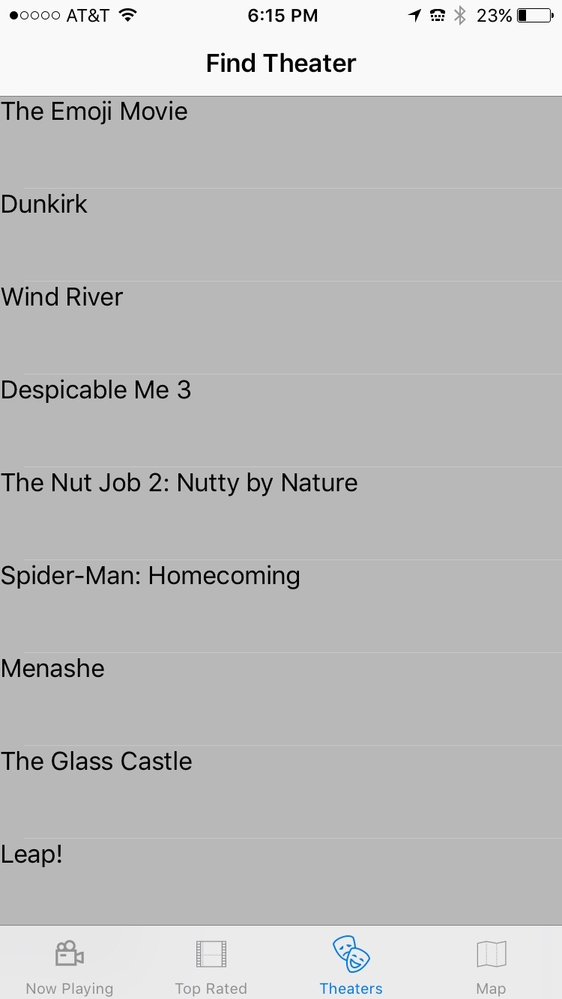 AT&T 6:15 PM 23%
Find Theater
The Emoji Movie
Dunkirk
Wind River
Despicable Me 3
The Nut Job 2: Nutty by Nature
Spider-Man: Homecoming
Menashe
The Glass Castle
Leap!
Now Playing Top Rated Theaters Map